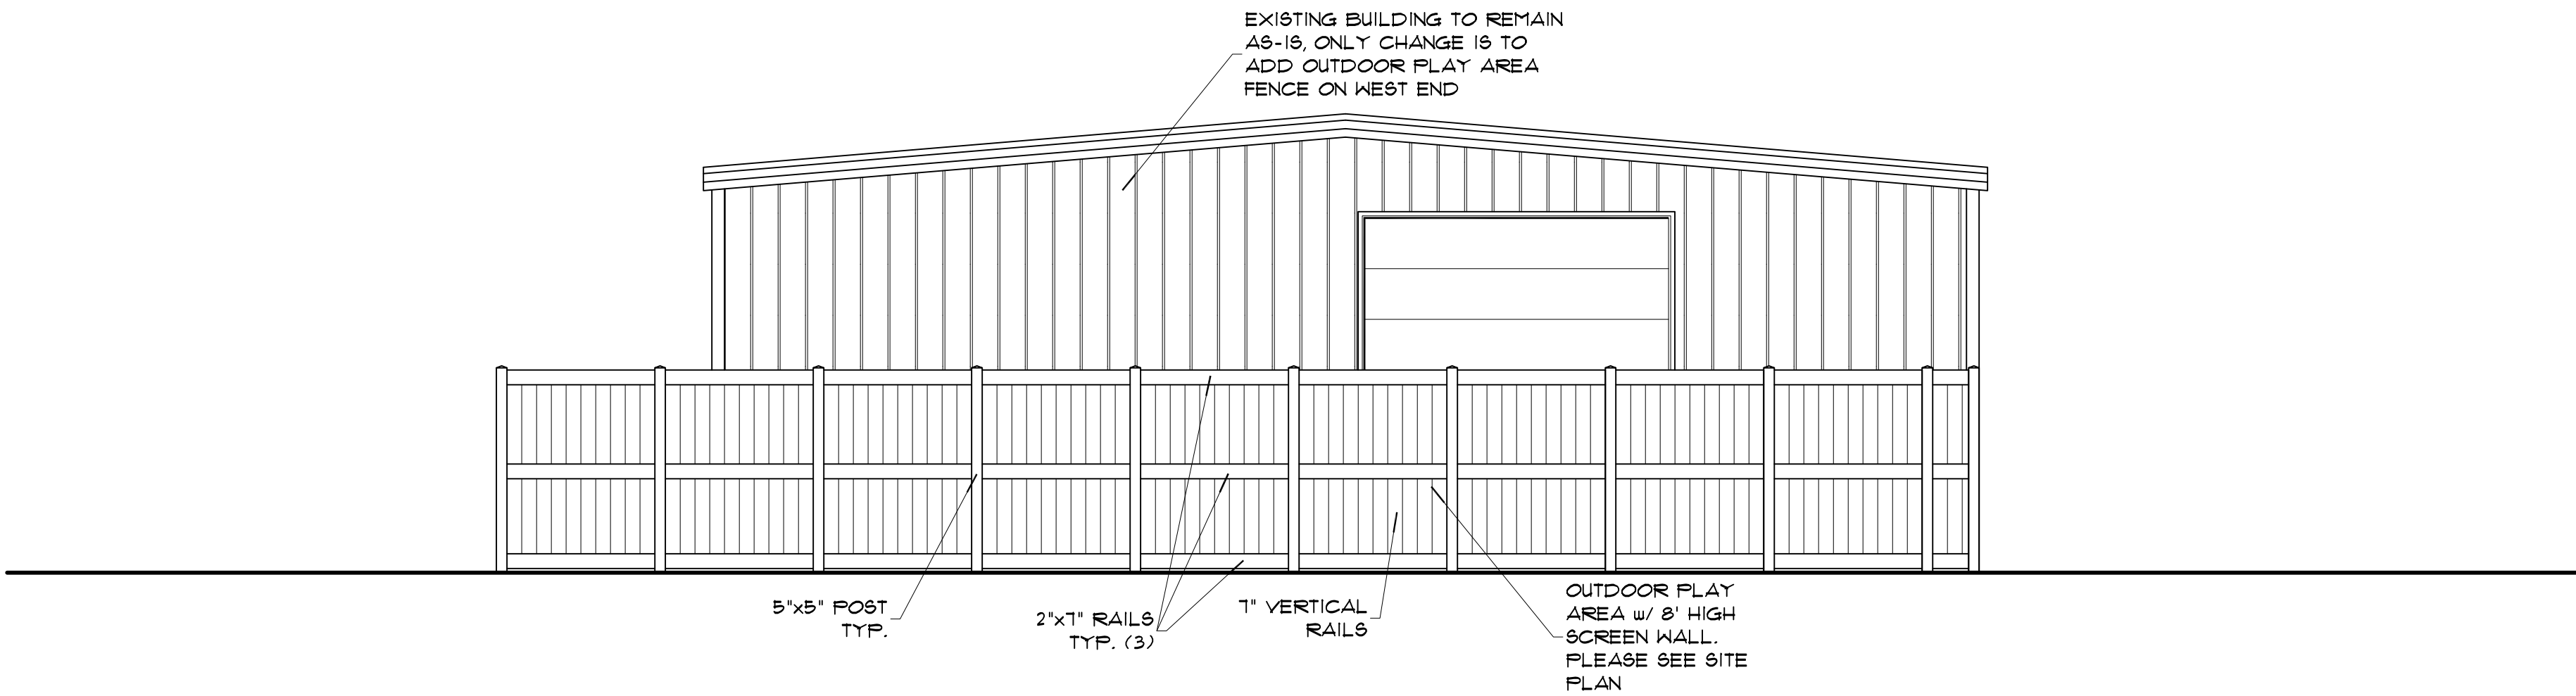 EXISTING BUILDING TO REMAIN
AS-IS, ONLY CHANGE IS TO
ADD OUTDOOR PLAY AREA
FENCE ON WEST END
5"x5" POST
TYP.
2"x7" RAILS
TYP. (3)
7" VERTICAL
RAILS
OUTDOOR PLAY
AREA w/ 8' HIGH
SCREEN WALL.
PLEASE SEE SITE
PLAN